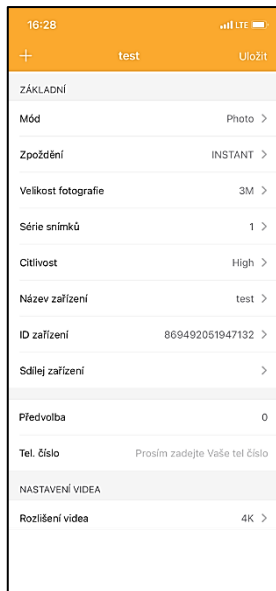 16:28 LTE
+ test Uložit
ZÁKLADNÍ
Mód Photo >
Zpoždění INSTANT >
Velikost fotografie 3M >
Série snímků 1 >
Citlivost High >
Název zařízení test >
ID zařízení 869492051947132 >
Sdílej zařízení >
Předvolba 0
Tel. číslo Prosím zadejte Vaše tel číslo
NASTAVENÍ VIDEA
Rozlišení videa 4K >